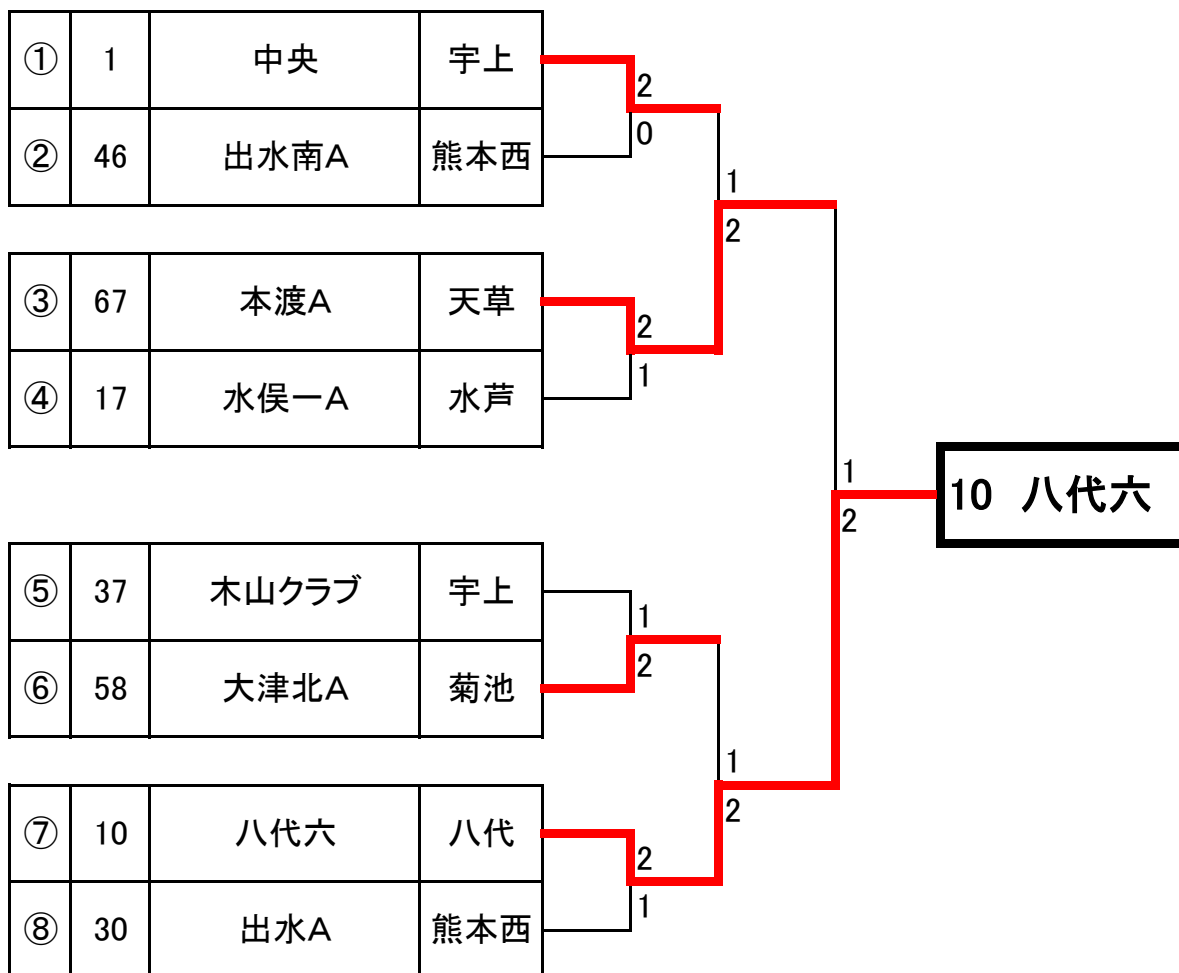 ① 1 中央 宇上
2
② 46 出水南A 熊本西
0
1
2
③ 67 本渡A 天草
2
④ 17 水俣一A 水芦
1
1
10 八代六
2
⑤ 37 木山クラブ 宇上
1
⑥ 58 大津北A 菊池
2
1
2
⑦ 10 八代六 八代
2
⑧ 30 出水A 熊本西
1